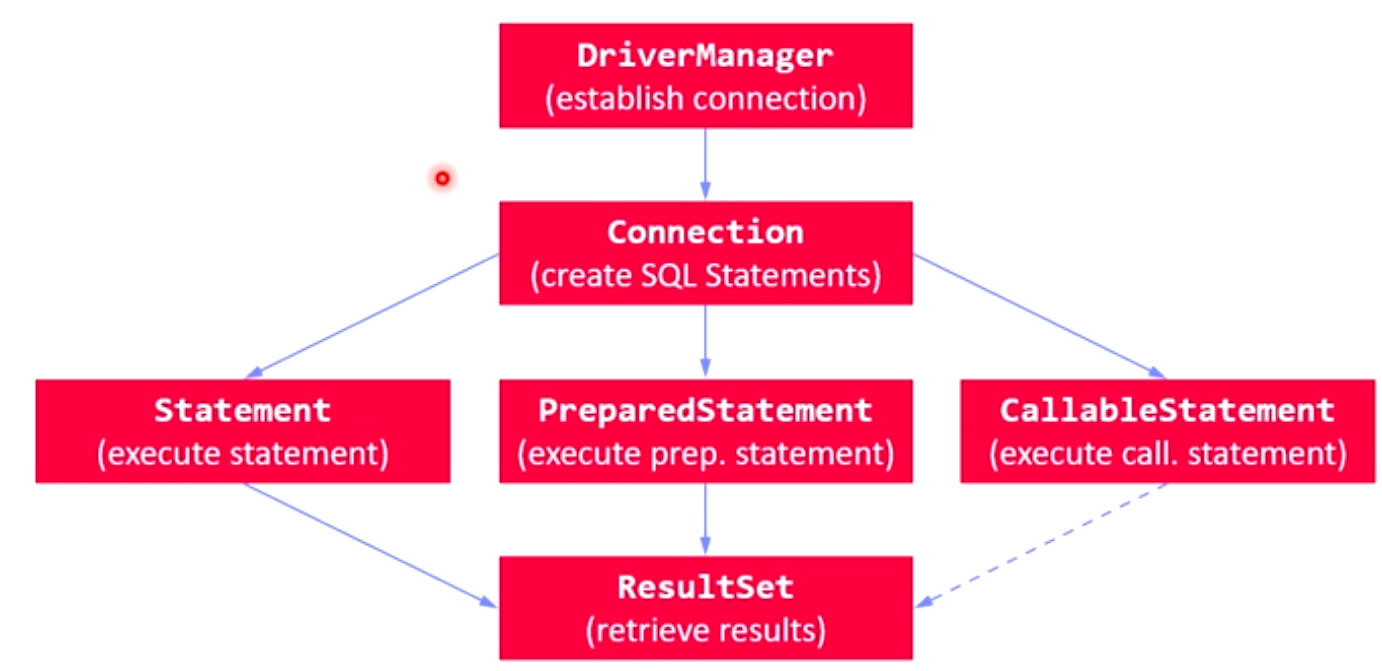 DriverManager
(establish connection)
Connection
(create SQL Statements)
Statement
(execute statement)
PreparedStatement
(execute prep. statement)
CallableStatement
(execute call. statement)
ResultSet
(retrieve results)